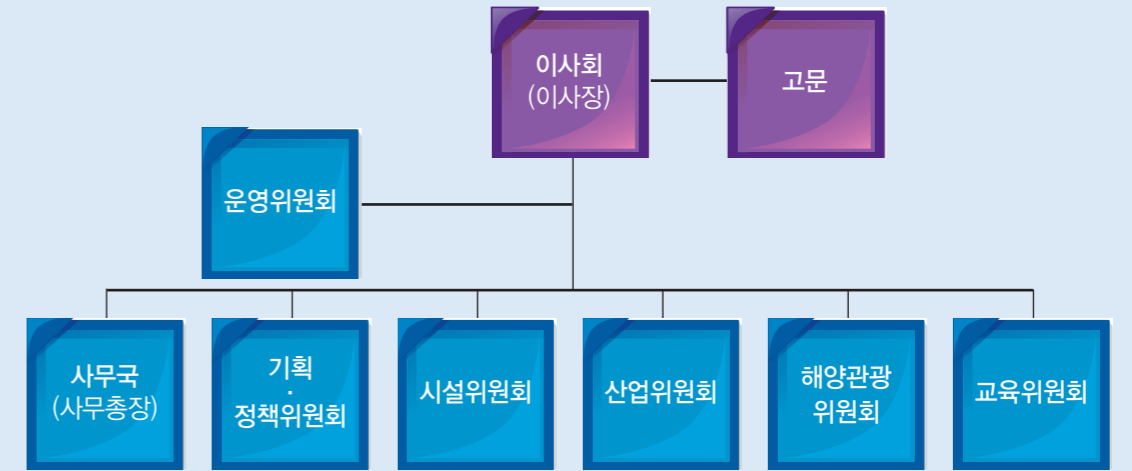 이사회
(이사장)
고문
운영위원회
사무국
(사무총장)
기획
·
정책위원회
시설위원회
산업위원회
해양관광
위원회
교육위원회